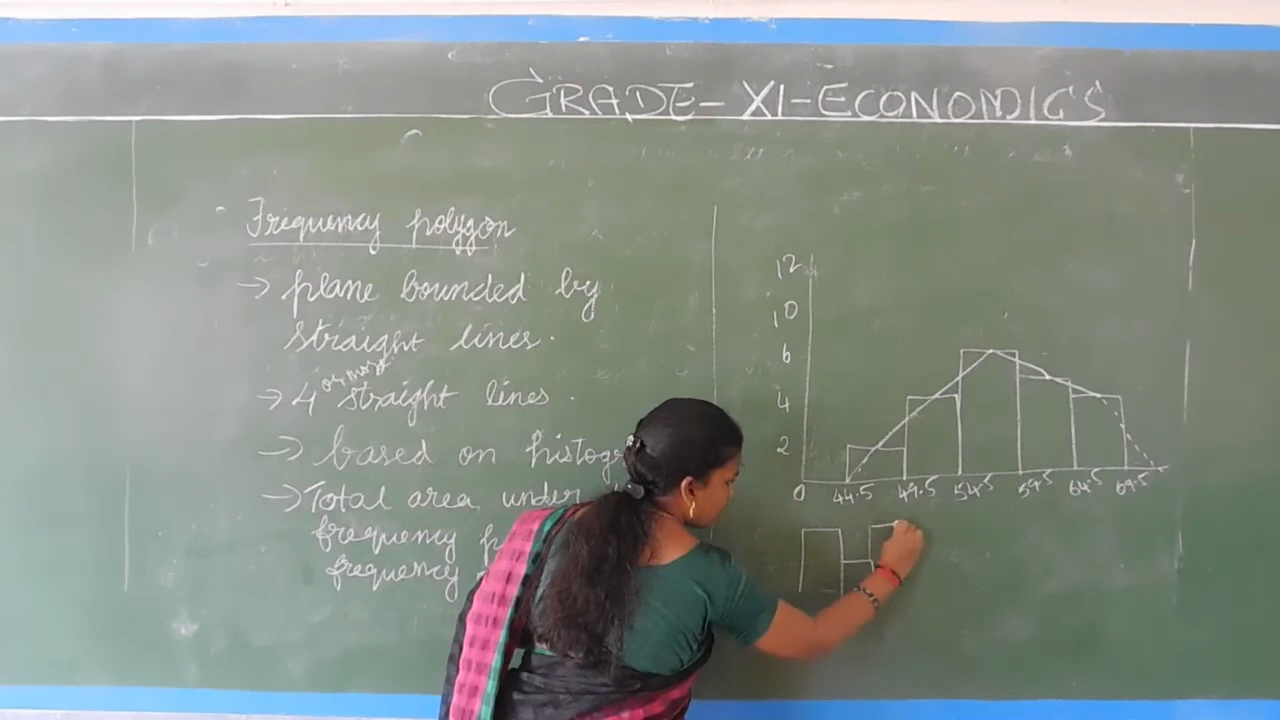 GRADE-XI-ECONOMICS
Frequency polygon
→ plane bounded by
straight lines.
or more
→ 4 straight lines.
→ based on histog
→ Total area under
frequency p
frequency
12
10
6
4
2
0 44.5 49.5 54.5 59.5 64.5 69.5